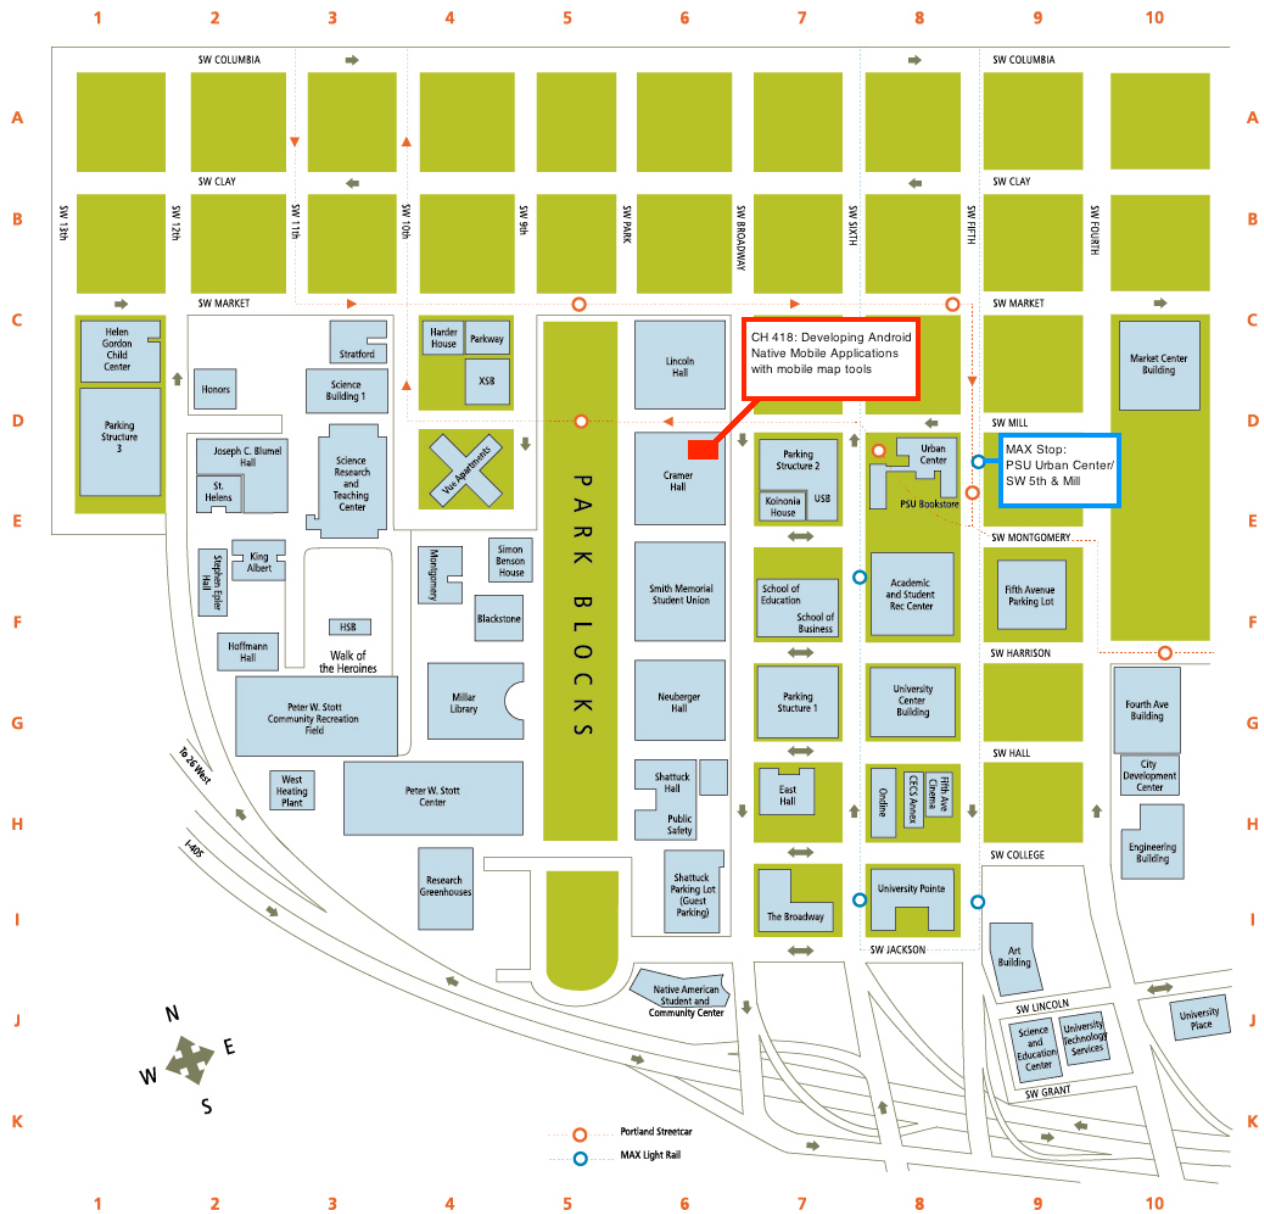 1 2 3 4 5 6 7 8 9 10
SW COLUMBIA
SW COLUMBIA
A
A
SW CLAY
SW CLAY
B
B
SW 13th
SW 12th
SW 11th
SW 10th
SW 9th
SW PARK
SW BROADWAY
SW SIXTH
SW FIFTH
SW FOURTH
SW MARKET
SW MARKET
C
C
Helen
Gordon
Child
Center
Stratford
Harder
House
Parkway
Lincoln
Hall
CH 418: Developing Android
Native Mobile Applications
with mobile map tools
Market Center
Building
Honors
Science
Building 1
XSB
D
D
SW MILL
Parking
Structure
3
Joseph C. Blumel
Hall
St.
Helens
Science
Research
and
Teaching
Center
Vue Apartments
PARK BLOCKS
Cramer
Hall
Parking
Structure 2
Koinonia
House
USB
Urban
Center
PSU Bookstore
MAX Stop:
PSU Urban Center/
SW 5th & Mill
E
E
SW MONTGOMERY
Stephen Epler
Hall
King
Albert
Montgomery
Simon
Benson
House
Blackstone
Smith Memorial
Student Union
School of
Education
School of
Business
Academic
and Student
Rec Center
Fifth Avenue
Parking Lot
F
F
HSB
Hoffmann
Hall
Walk of
the Heroines
SW HARRISON
Peter W. Stott
Community Recreation
Field
Millar
Library
Neuberger
Hall
Parking
Stucture 1
University
Center
Building
Fourth Ave
Building
G
G
To 26 West
SW HALL
West
Heating
Plant
Peter W. Stott
Center
Shattuck
Hall
Public
Safety
East
Hall
Ondine
CECS Annex
Fifth Ave
Cinema
City
Development
Center
H
H
I-405
SW COLLEGE
Engineering
Building
Research
Greenhouses
Shattuck
Parking Lot
(Guest
Parking)
The Broadway
University Pointe
I
I
SW JACKSON
Art
Building
Native American
Student and
Community Center
SW LINCOLN
University
Place
J
J
N
E
W
S
Science
and
Education
Center
University
Technology
Services
SW GRANT
K
K
Portland Streetcar
MAX Light Rail
1 2 3 4 5 6 7 8 9 10